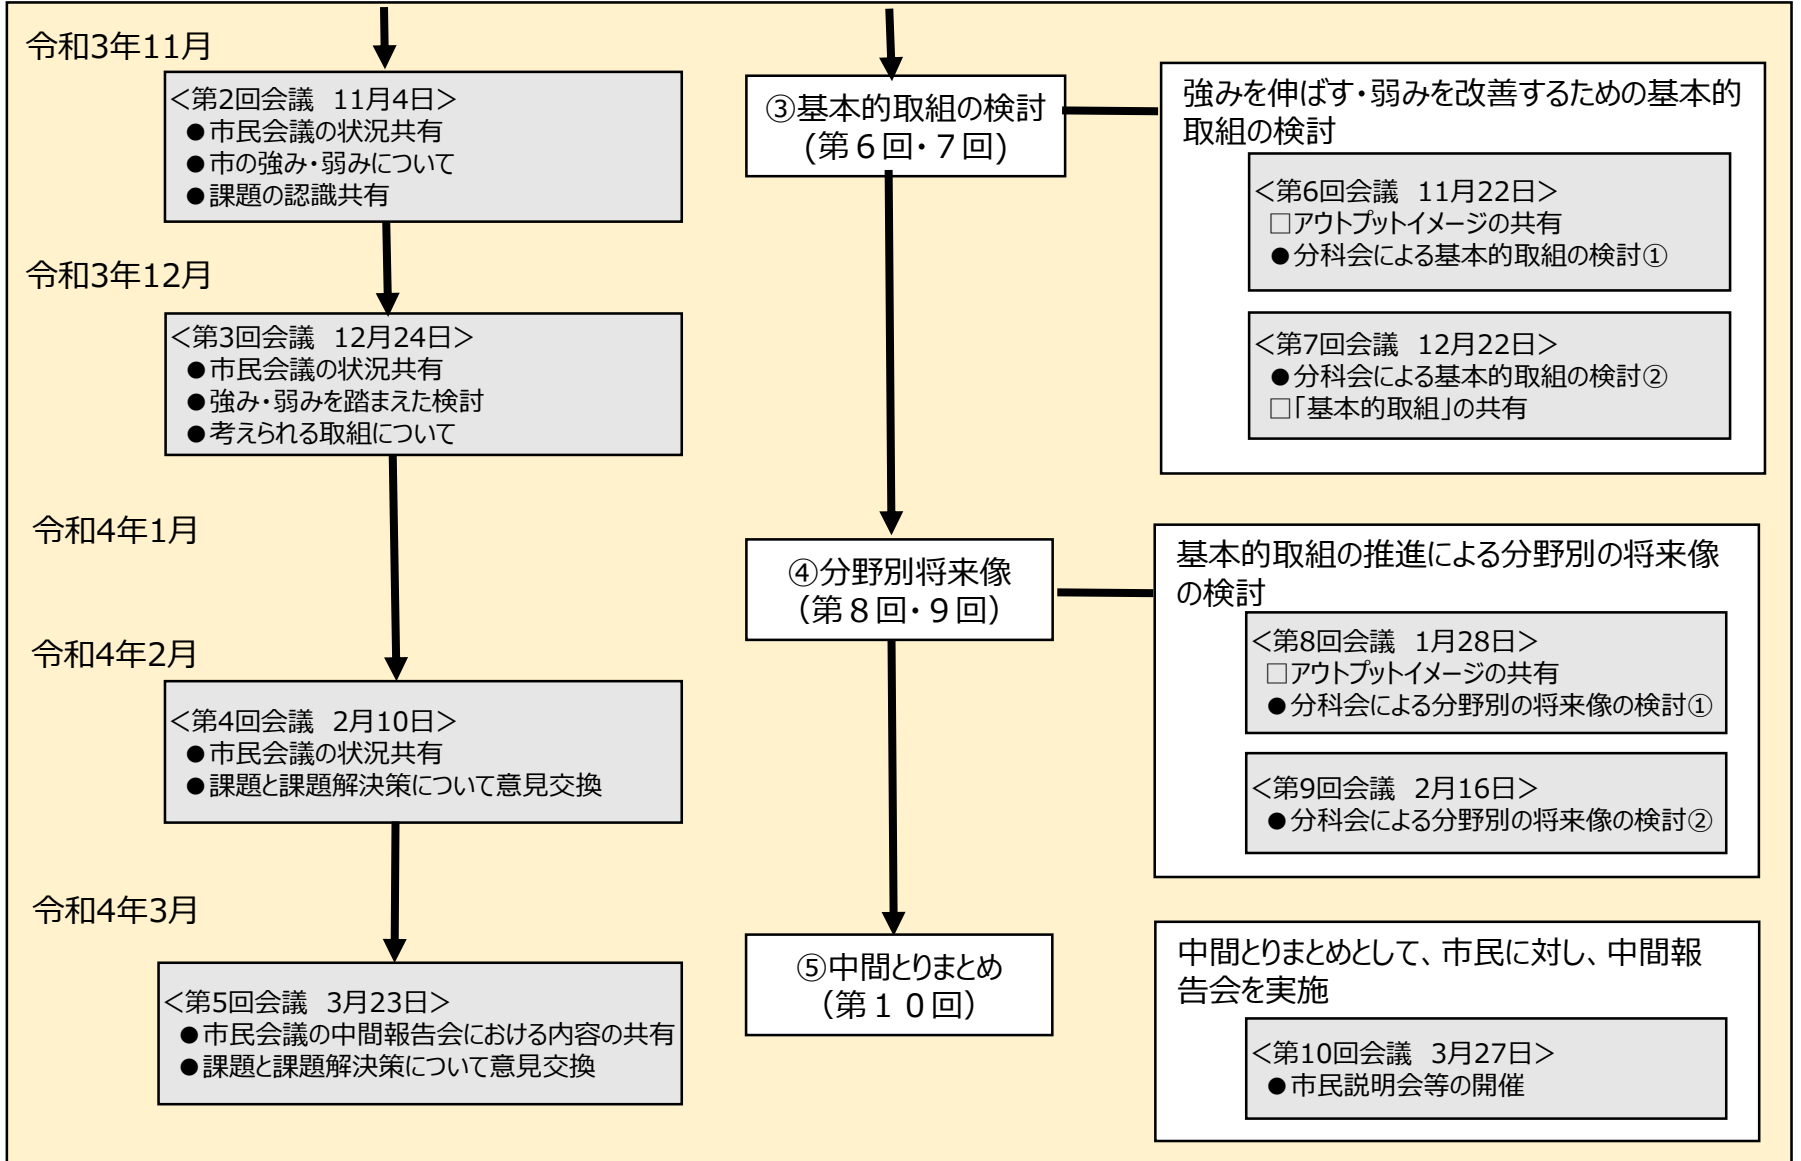 令和3年11月
<第2回会議 11月4日>
●市民会議の状況共有
●市の強み・弱みについて
●課題の認識共有
令和3年12月
<第3回会議 12月24日>
●市民会議の状況共有
●強み・弱みを踏まえた検討
●考えられる取組について
令和4年1月
令和4年2月
<第4回会議 2月10日>
●市民会議の状況共有
●課題と課題解決策について意見交換
令和4年3月
<第5回会議 3月23日>
●市民会議の中間報告会における内容の共有
●課題と課題解決策について意見交換
③基本的取組の検討
(第６回・７回)
④分野別将来像
（第８回・９回）
⑤中間とりまとめ
（第１０回）
強みを伸ばす・弱みを改善するための基本的
取組の検討
<第6回会議 11月22日>
□アウトプットイメージの共有
●分科会による基本的取組の検討①
<第7回会議 12月22日>
●分科会による基本的取組の検討②
□「基本的取組」の共有
基本的取組の推進による分野別の将来像
の検討
<第8回会議 1月28日>
□アウトプットイメージの共有
●分科会による分野別の将来像の検討①
<第9回会議 2月16日>
●分科会による分野別の将来像の検討②
中間とりまとめとして、市民に対し、中間報
告会を実施
<第10回会議 3月27日>
●市民説明会等の開催